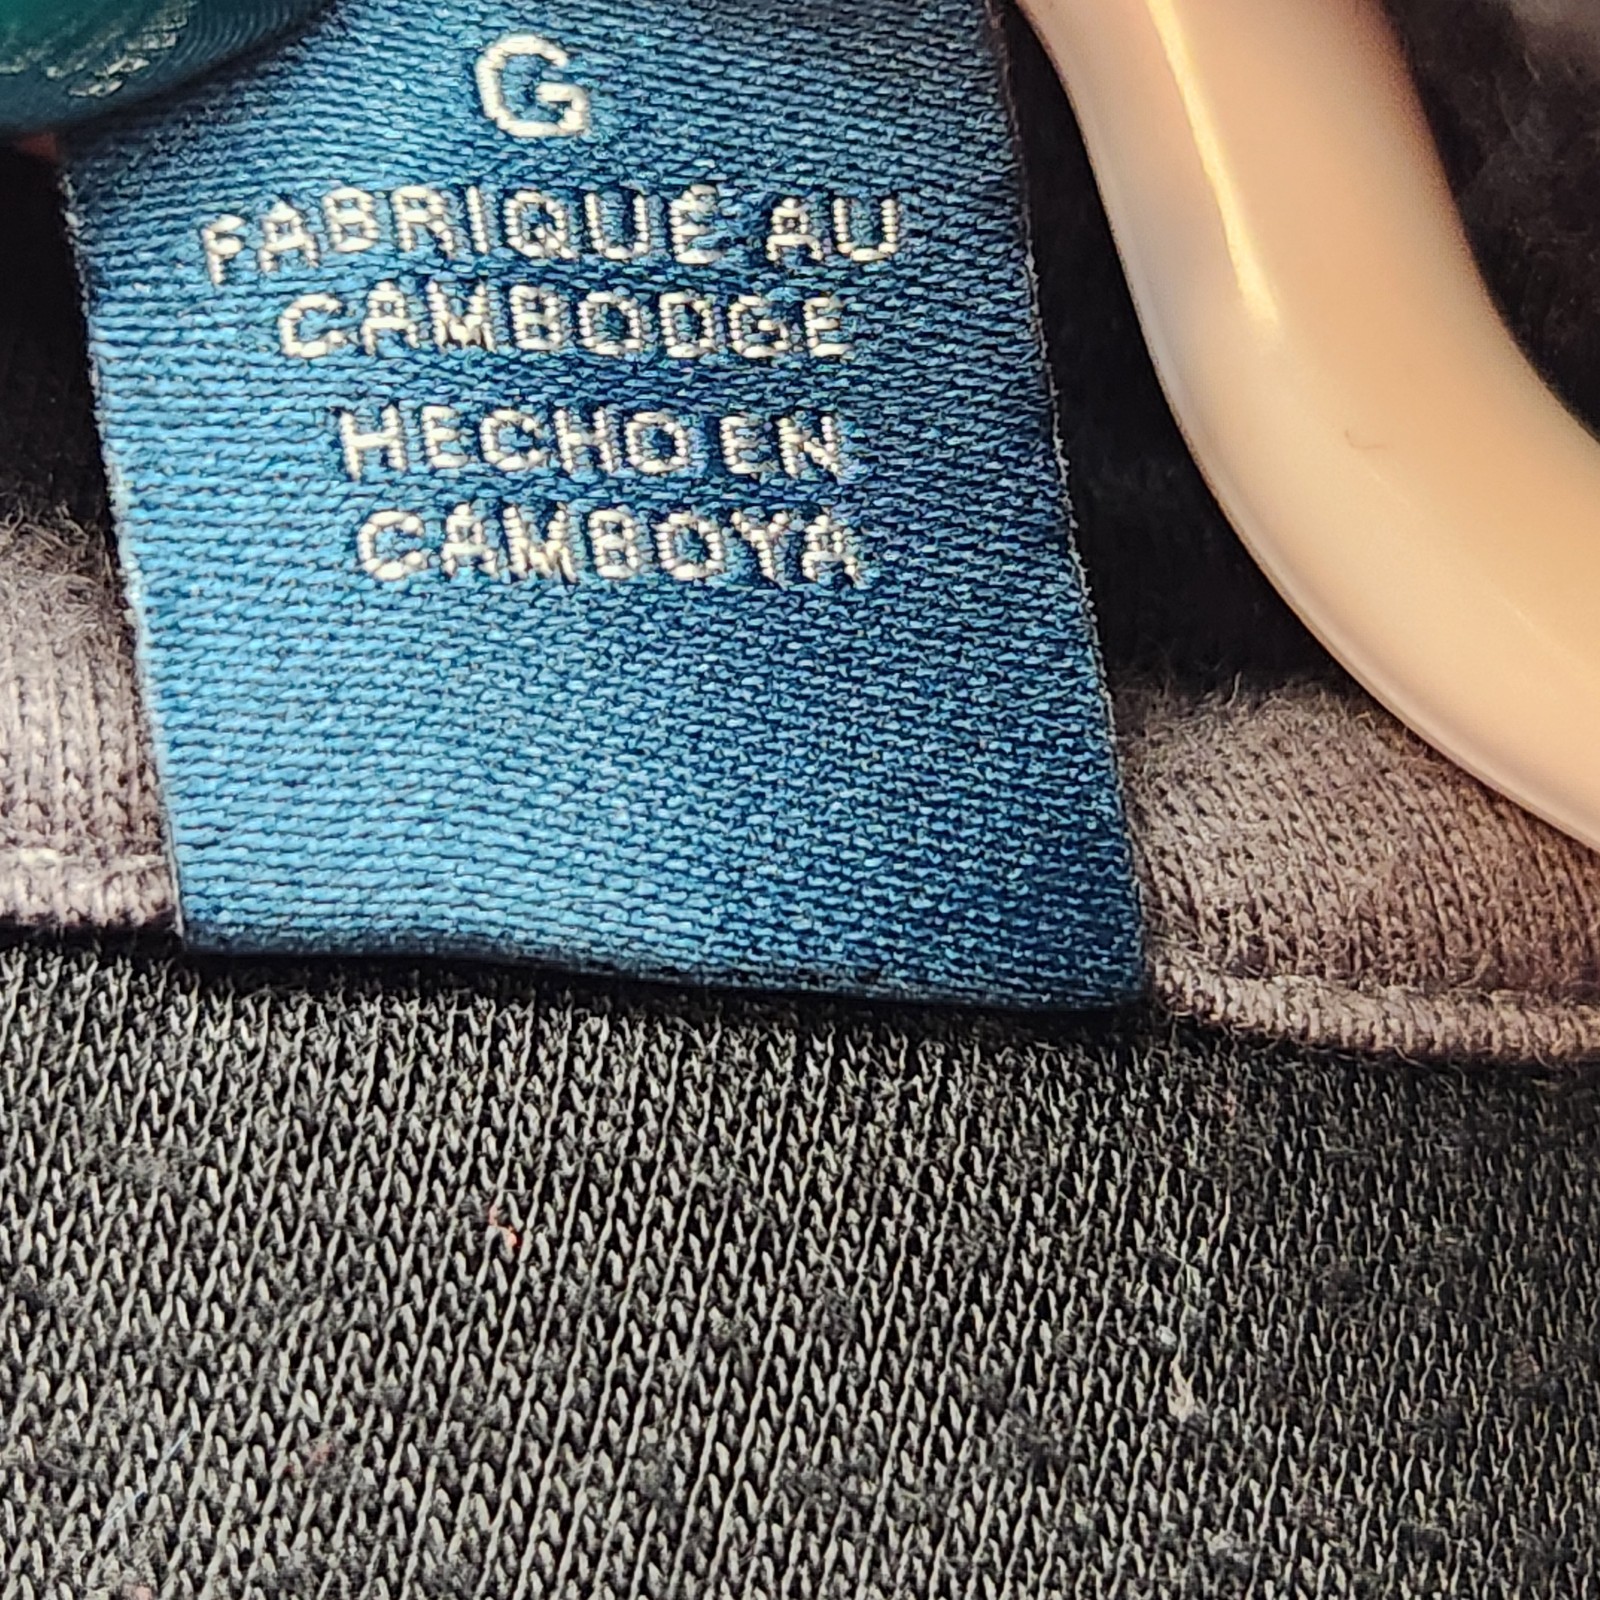 G
FABRIQUÉ AU
CAMBODGE
HECHO EN
CAMBOYA